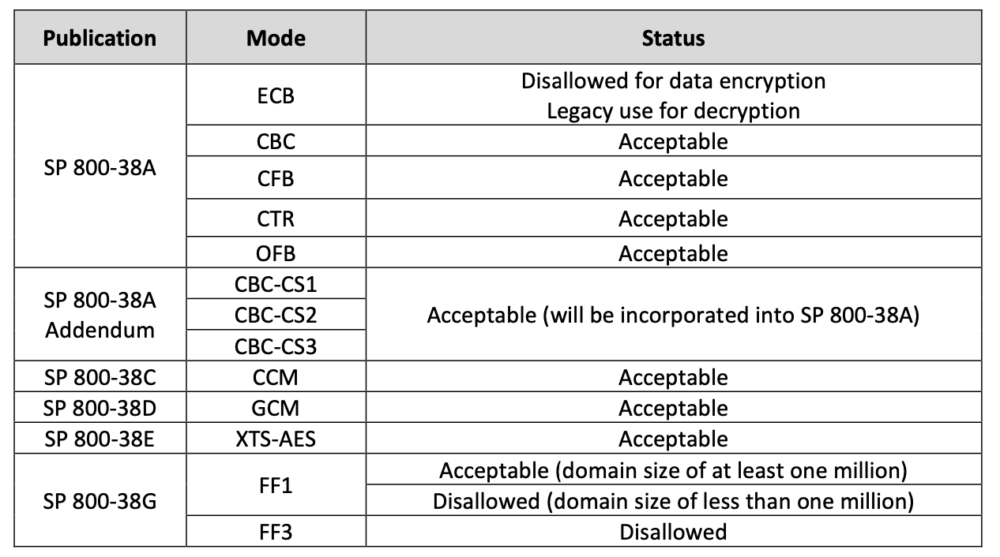 Publication Mode Status
SP 800-38A
ECB
Disallowed for data encryption
Legacy use for decryption
CBC Acceptable
CFB Acceptable
CTR Acceptable
OFB Acceptable
SP 800-38A
Addendum
CBC-CS1
CBC-CS2
CBC-CS3
Acceptable (will be incorporated into SP 800-38A)
SP 800-38C CCM Acceptable
SP 800-38D GCM Acceptable
SP 800-38E XTS-AES Acceptable
SP 800-38G
FF1
Acceptable (domain size of at least one million)
Disallowed (domain size of less than one million)
FF3 Disallowed